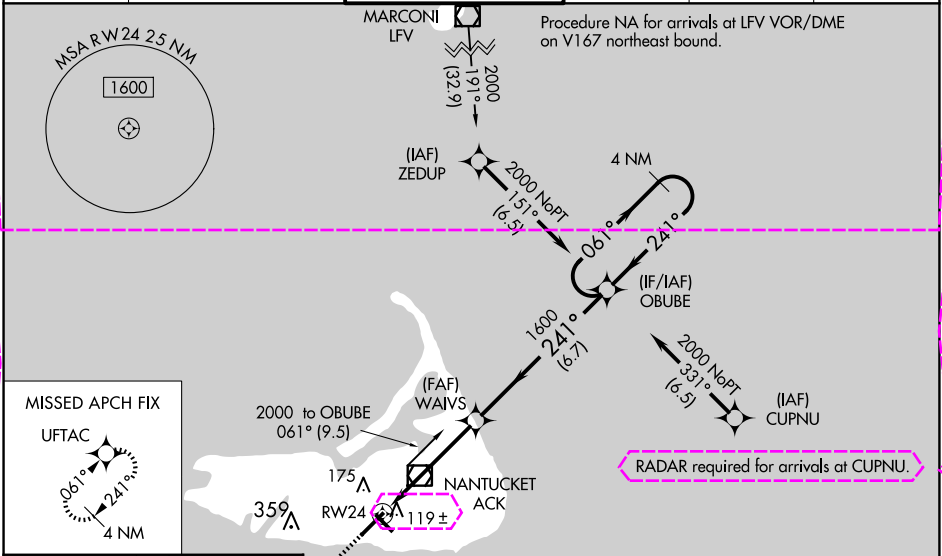 MARCONI
LFV
Procedure NA for arrivals at LFV VOR/DME
on V167 northeast bound.
MSA RW24 25 NM
1600
2000
191°
(32.9)
(IAF)
ZEDUP
2000 NoPT
151°
(6.5)
4 NM
061°
241°
(IF/IAF)
OBUBE
1600
241°
(6.7)
2000 NoPT
331°
(6.5)
(IAF)
CUPNU
(FAF)
WAIVS
2000 to OBUBE
061° (9.5)
RADAR required for arrivals at CUPNU.
MISSED APCH FIX
UFTAC
061°
241°
4 NM
175
NANTUCKET
ACK
359
RW24
119 ±